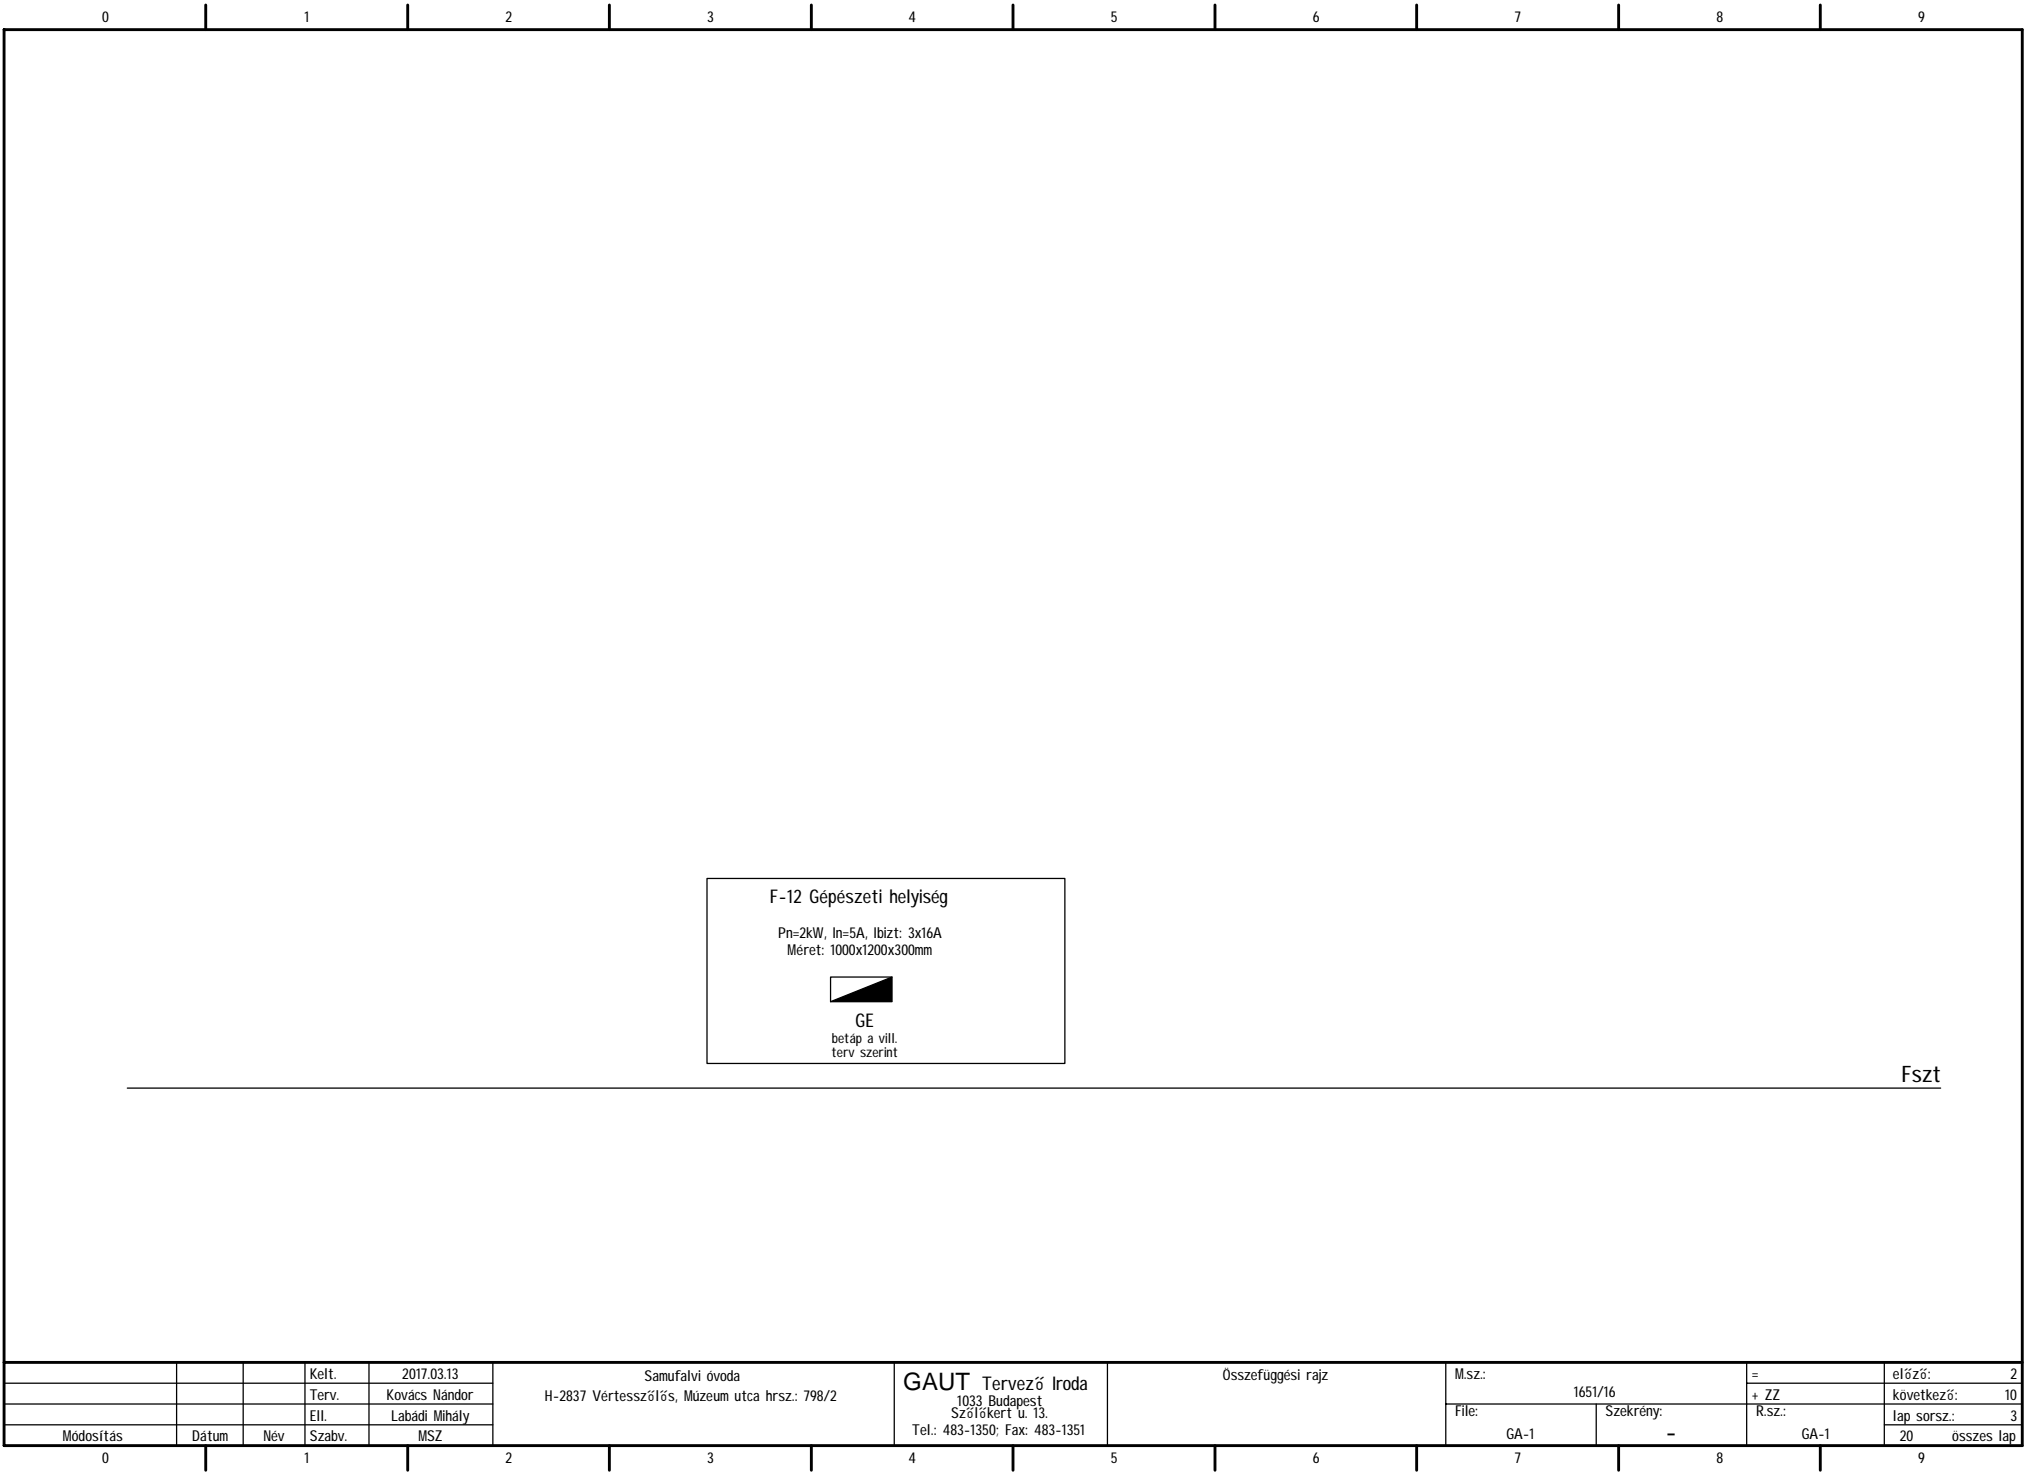 0 1 2 3 4 5 6 7 8 9
F-12 Gépészeti helyiség
Pn=2kW, In=5A, Ibizt: 3x16A
Méret: 1000x1200x300mm
GE
betáp a vill.
terv szerint
Fszt
Kelt. 2017.03.13
Terv. Kovács Nándor
Ell. Labádi Mihály
Módosítás Dátum Név Szabv. MSZ
Samufalvi óvoda
H-2837 Vértesszőlős, Múzeum utca hrsz.: 798/2
GAUT Tervező Iroda
1033 Budapest
Szőlőkert u. 13.
Tel.: 483-1350; Fax: 483-1351
Összefüggési rajz
M.sz.:
1651/16
File:
GA-1
Szekrény:
-
=
+ ZZ
R.sz.:
GA-1
előző: 2
következő: 10
lap sorsz.: 3
20 összes lap
0 1 2 3 4 5 6 7 8 9